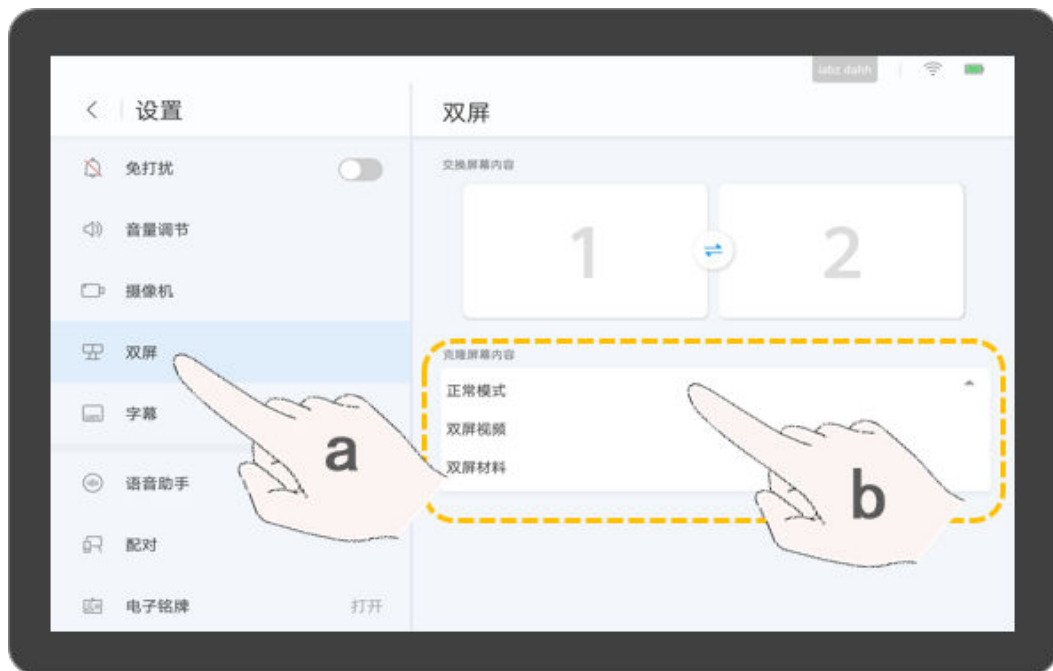 设置
免打扰
音量调节
摄像机
双屏
字幕
a
语音助手
配对
电子铭牌 打开
双屏
交换屏幕内容
1 2
克隆屏幕内容
正常模式
双屏视频
双屏材料
b